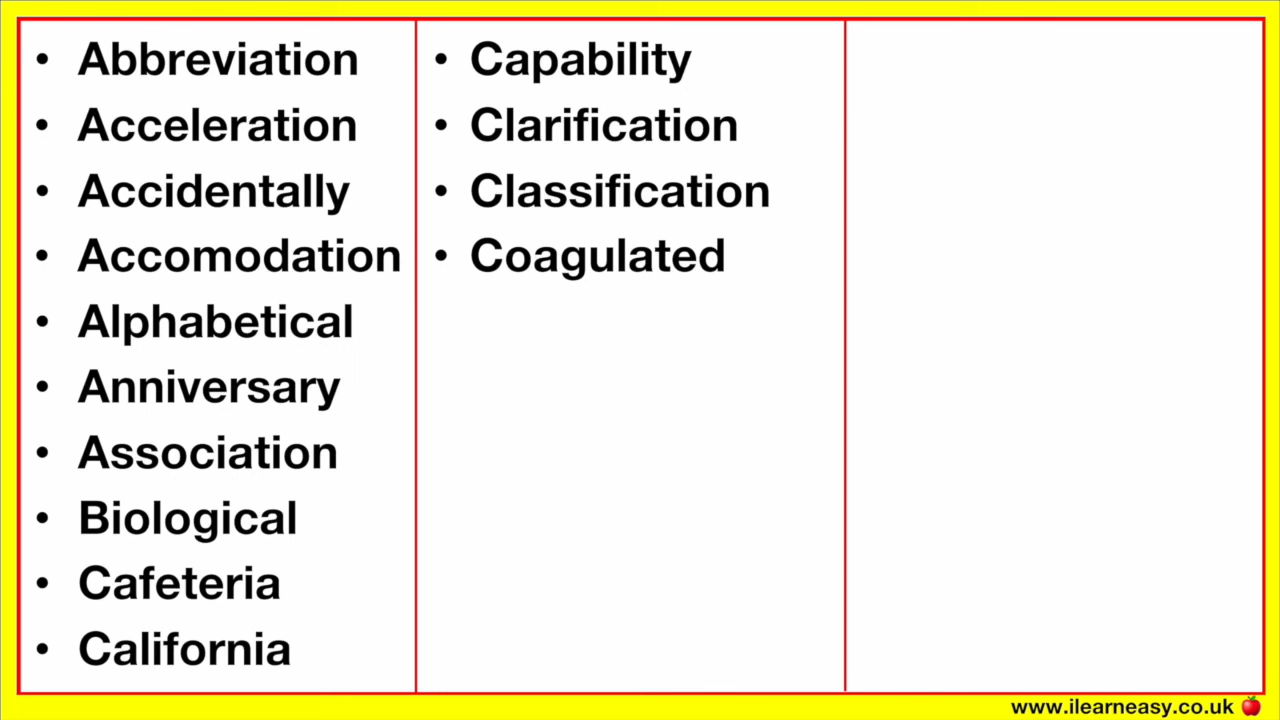 • Abbreviation
• Acceleration
• Accidentally
• Accomodation
• Alphabetical
• Anniversary
• Association
• Biological
• Cafeteria
• California
• Capability
• Clarification
• Classification
• Coagulated
www.ilearneasy.co.uk